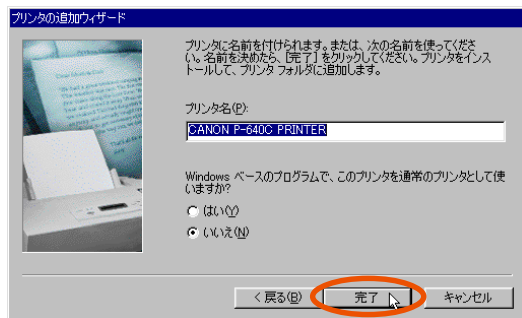 プリンタの追加ウィザード
プリンタに名前を付けられます。または、次の名前を使ってくださ
い。名前を決めたら、[完了] をクリックしてください。プリンタをインス
トールして、プリンタ フォルダに追加します。
プリンタ名(P):
CANON P-640C PRINTER
Windows ベースのプログラムで、このプリンタを通常のプリンタとして使
いますか?
はい(Y)
いいえ(N)
< 戻る(B)
完了
キャンセル